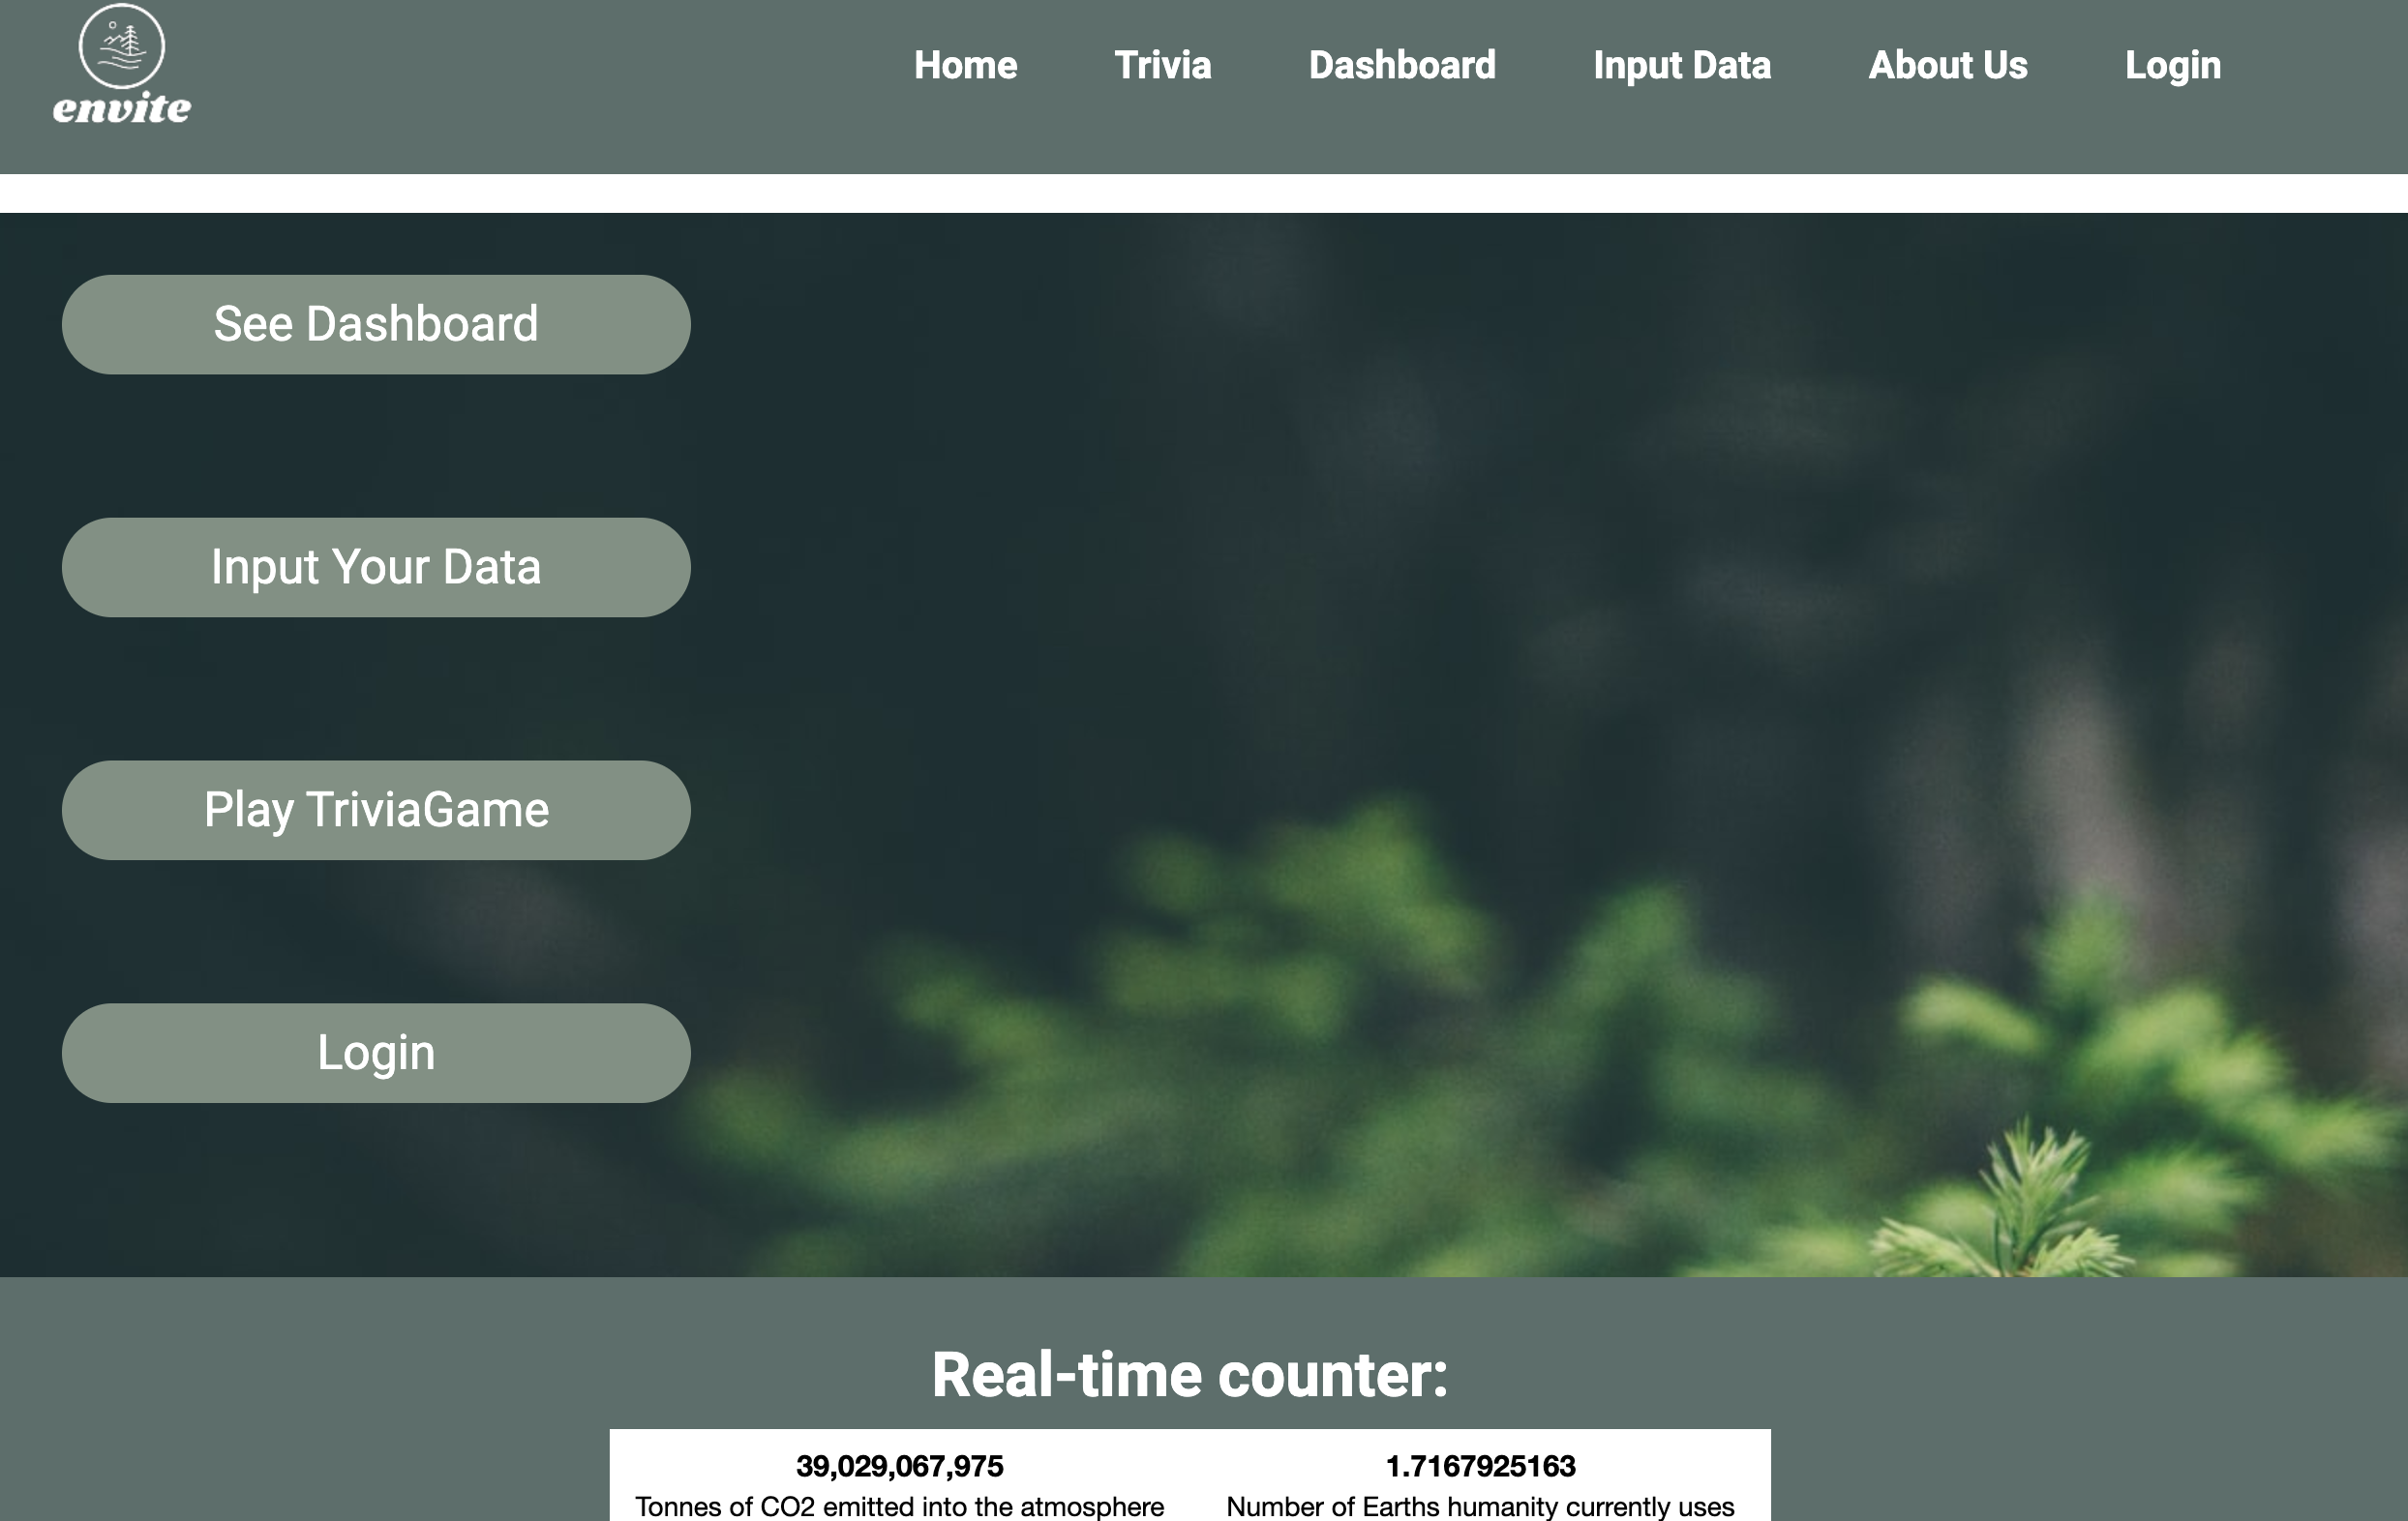 envite
Home Trivia Dashboard Input Data About Us Login
See Dashboard
Input Your Data
Play TriviaGame
Login
Real-time counter:
39,029,067,975 1.7167925163
Tonnes of CO2 emitted into the atmosphere Number of Earths humanity currently uses